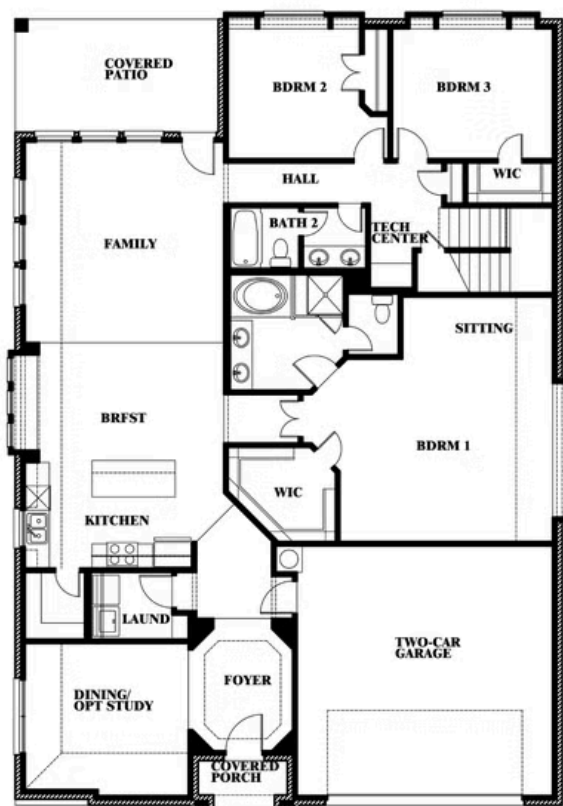 COVERED
PATIO
BDRM 2
BDRM 3
HALL
WIC
BATH 2
TECH
CENTER
FAMILY
SITTING
BRFST
BDRM 1
WIC
KITCHEN
LAUND
TWO-CAR
GARAGE
FOYER
DINING/
OPT STUDY
COVERED
PORCH